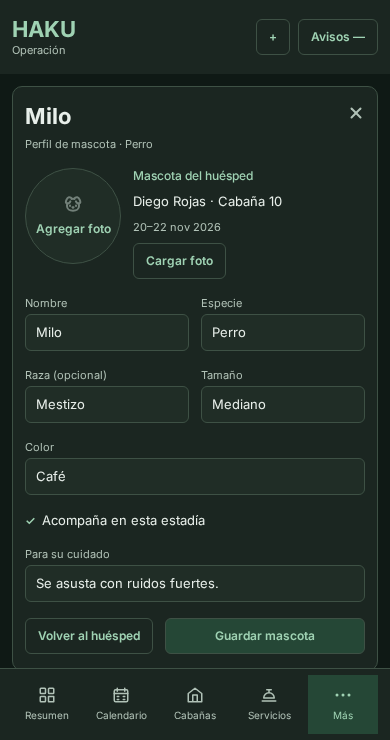 HAKU
Operación
+
Avisos —
Milo
Perfil de mascota · Perro
Agregar foto
Mascota del huésped
Diego Rojas · Cabaña 10
20–22 nov 2026
Cargar foto
Nombre
Especie
Milo
Perro
Raza (opcional)
Tamaño
Mestizo
Mediano
Color
Café
✓ Acompaña en esta estadía
Para su cuidado
Se asusta con ruidos fuertes.
Volver al huésped
Guardar mascota
Resumen
Calendario
Cabañas
Servicios
Más